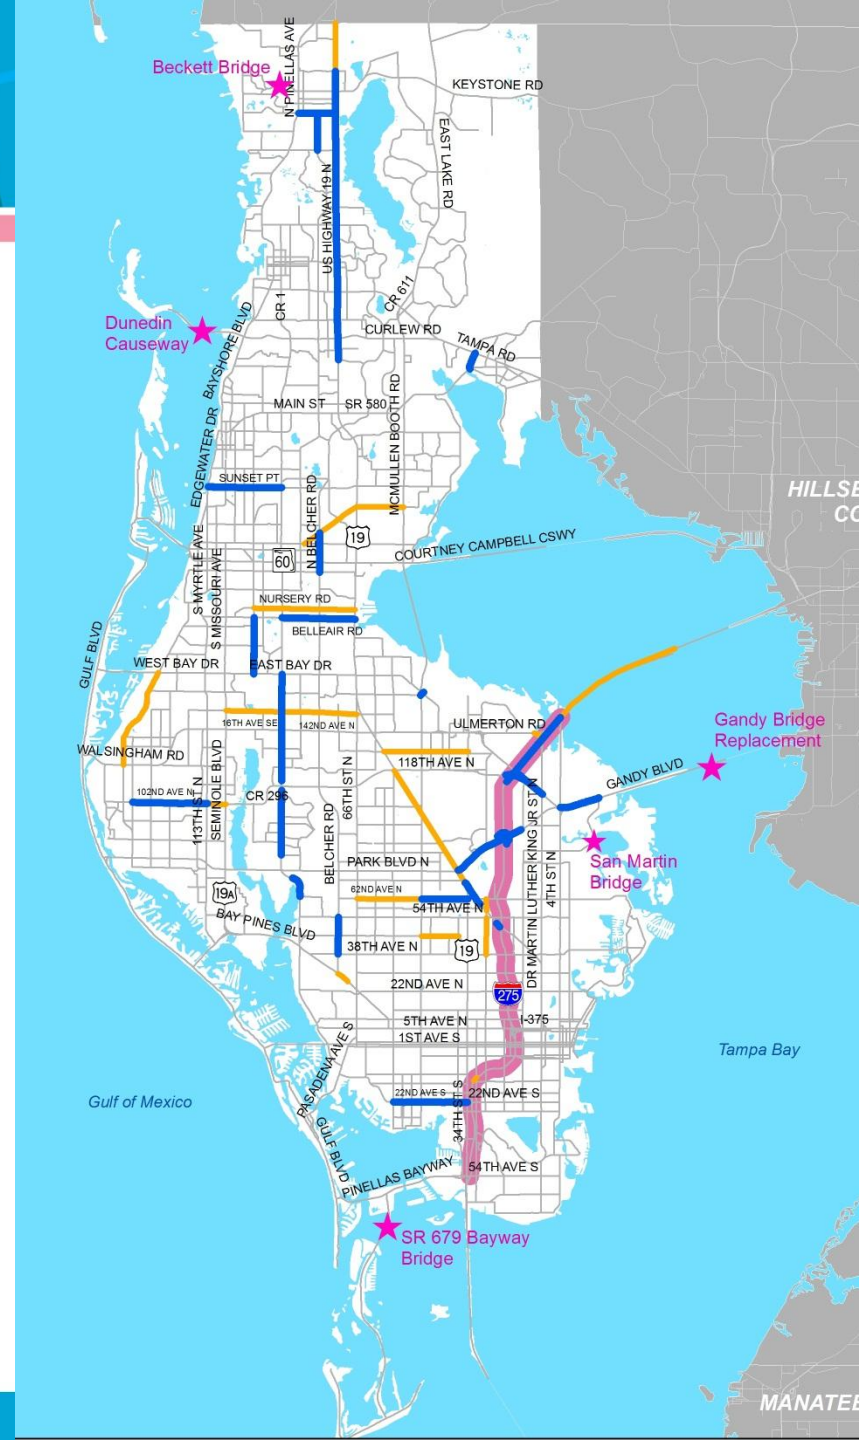 N PINELLAS AVE
Beckett Bridge
KEYSTONE RD
EAST LAKE RD
US HIGHWAY 19 N
CR 1
CR 611
Dunedin
Causeway
BAYSHORE BLVD
CURLEW RD
TAMPA RD
MAIN ST
SR 580
MCMULLEN BOOTH RD
EDGEWATER DR
SUNSET PT
N BELCHER RD
HILLSB
CO
19
60
COURTNEY CAMPBELL CSWY
S MYRTLE AVE
S MISSOURI AVE
NURSERY RD
BELLEAIR RD
GULF BLVD
WEST BAY DR
EAST BAY DR
16TH AVE SE
142ND AVE N
ULMERTON RD
Gandy Bridge
Replacement
WALSINGHAM RD
118TH AVE N
GANDY BLVD
102ND AVE N
113TH ST N
SEMINOLE BLVD
CR 296
66TH ST N
BELCHER RD
DR MARTIN LUTHER KING JR ST N
4TH ST N
San Martin
Bridge
PARK BLVD N
19A
62ND AVE N
54TH AVE N
BAY PINES BLVD
38TH AVE N
19
22ND AVE N
275
5TH AVE N
I-375
1ST AVE S
PASADENA AVE S
Tampa Bay
Gulf of Mexico
22ND AVE S
22ND AVE S
34TH ST S
GULF BLVD
PINELLAS BAYWAY
54TH AVE S
SR 679 Bayway
Bridge
MANATEE